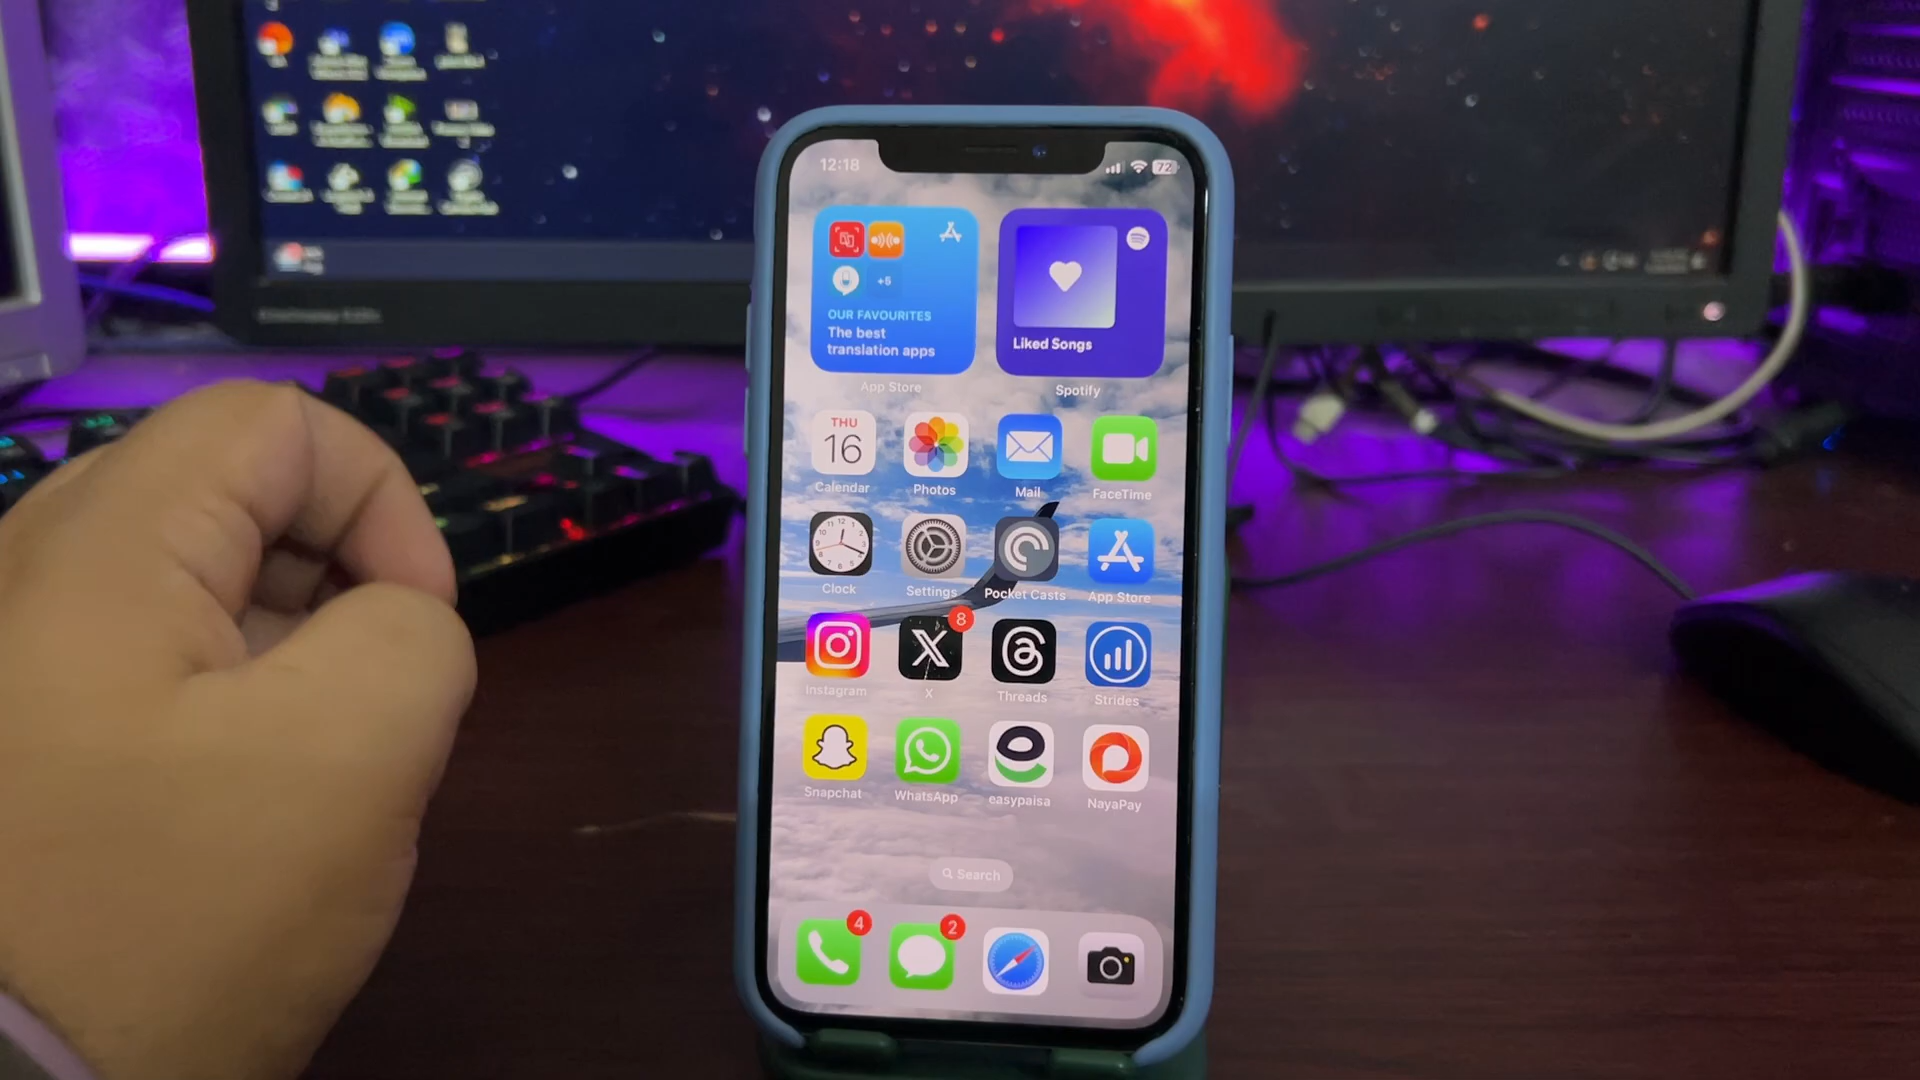 12:18
72
+5
OUR FAVOURITES
The best
translation apps
App Store
Liked Songs
Spotify
THU
16
Calendar
Photos
Mail
FaceTime
Clock
Settings
Pocket Casts
App Store
8
Instagram
X
Threads
Strides
Snapchat
WhatsApp
easypaisa
NayaPay
Search
4
2